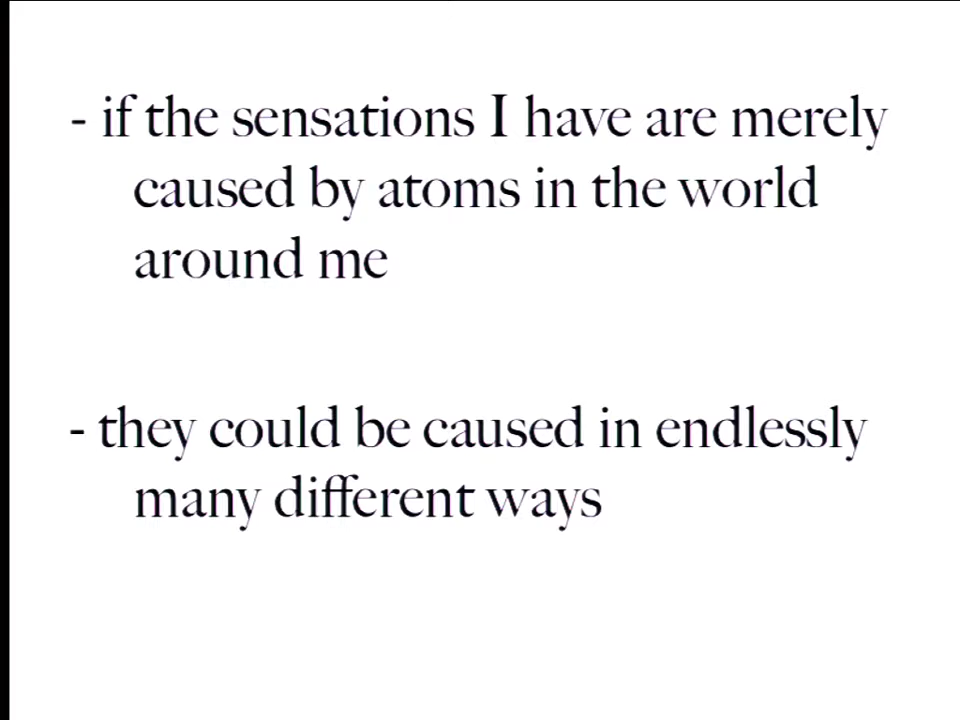 - if the sensations I have are merely
caused by atoms in the world
around me
- they could be caused in endlessly
many different ways